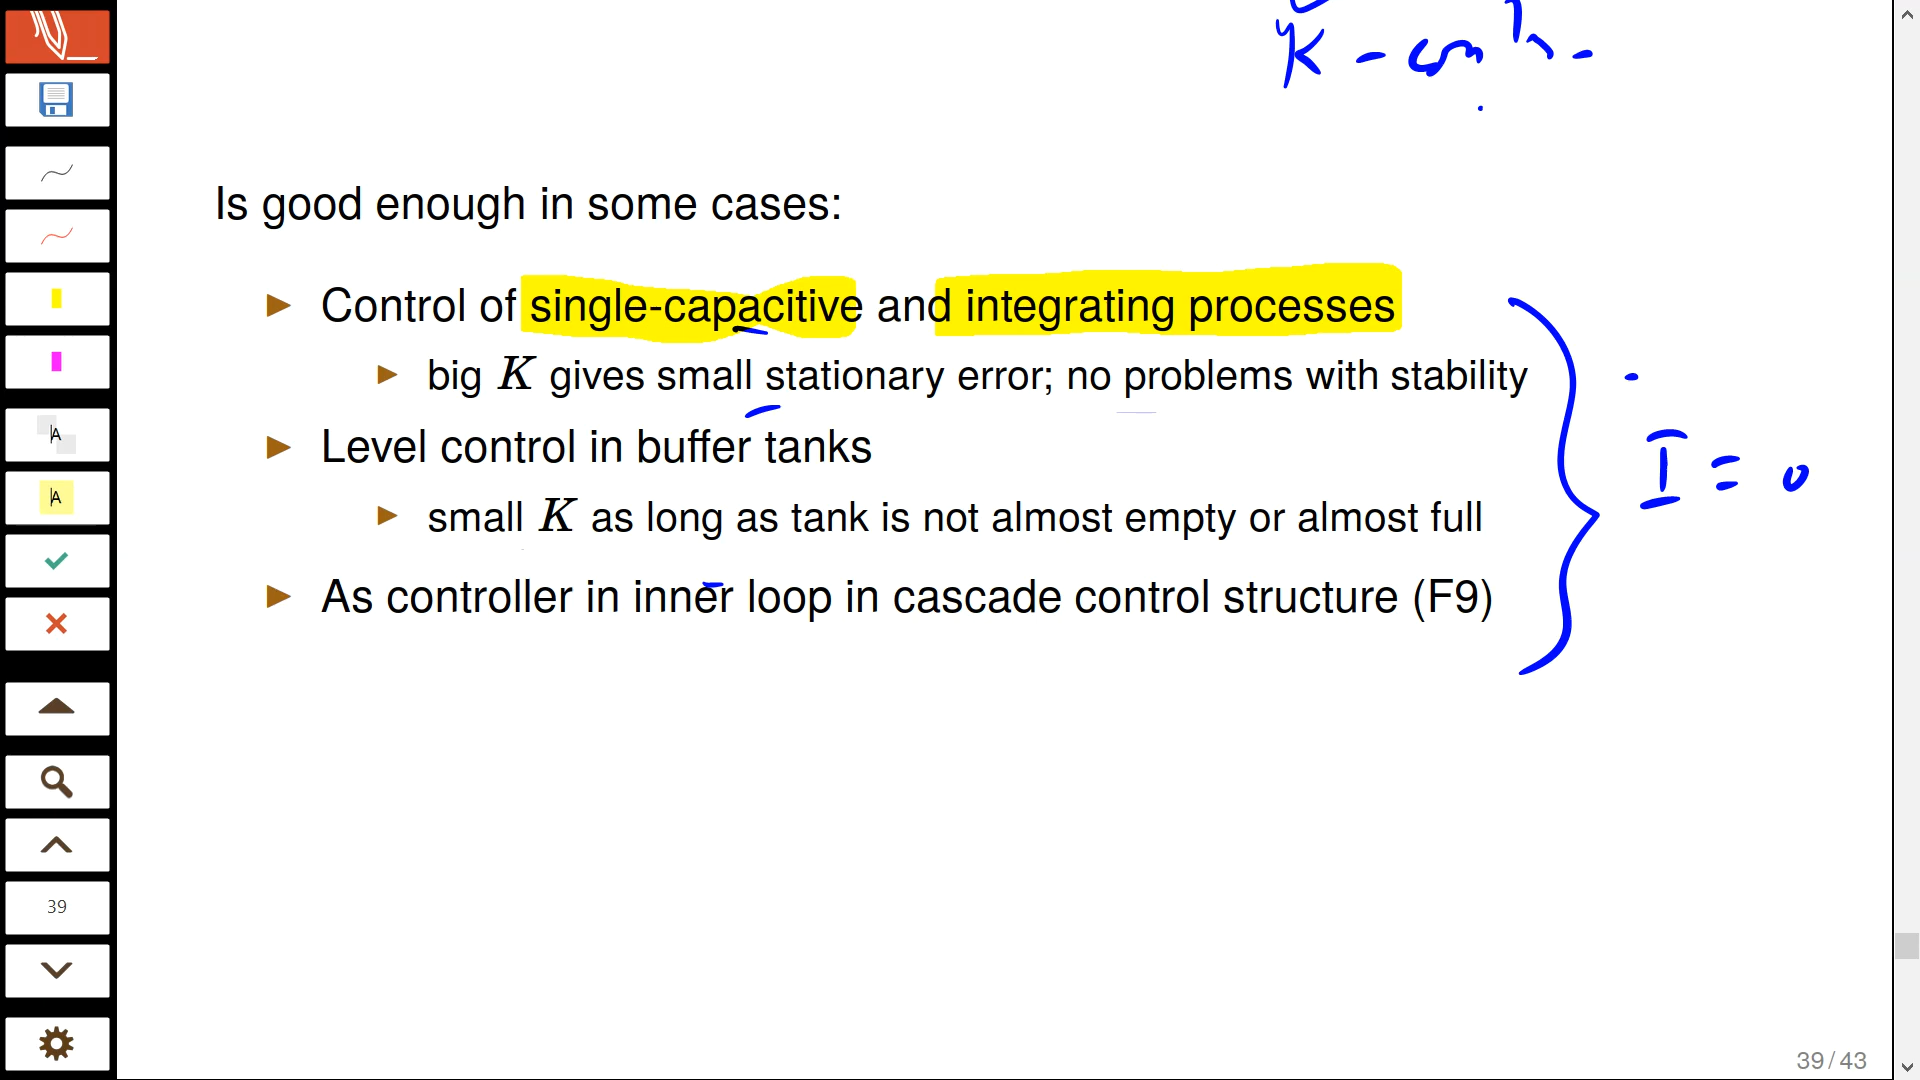 Is good enough in some cases:
Control of single-capacitive and integrating processes
big K gives small stationary error; no problems with stability
Level control in buffer tanks
small K as long as tank is not almost empty or almost full
As controller in inner loop in cascade control structure (F9)
I = 0
A
A
39
39/43